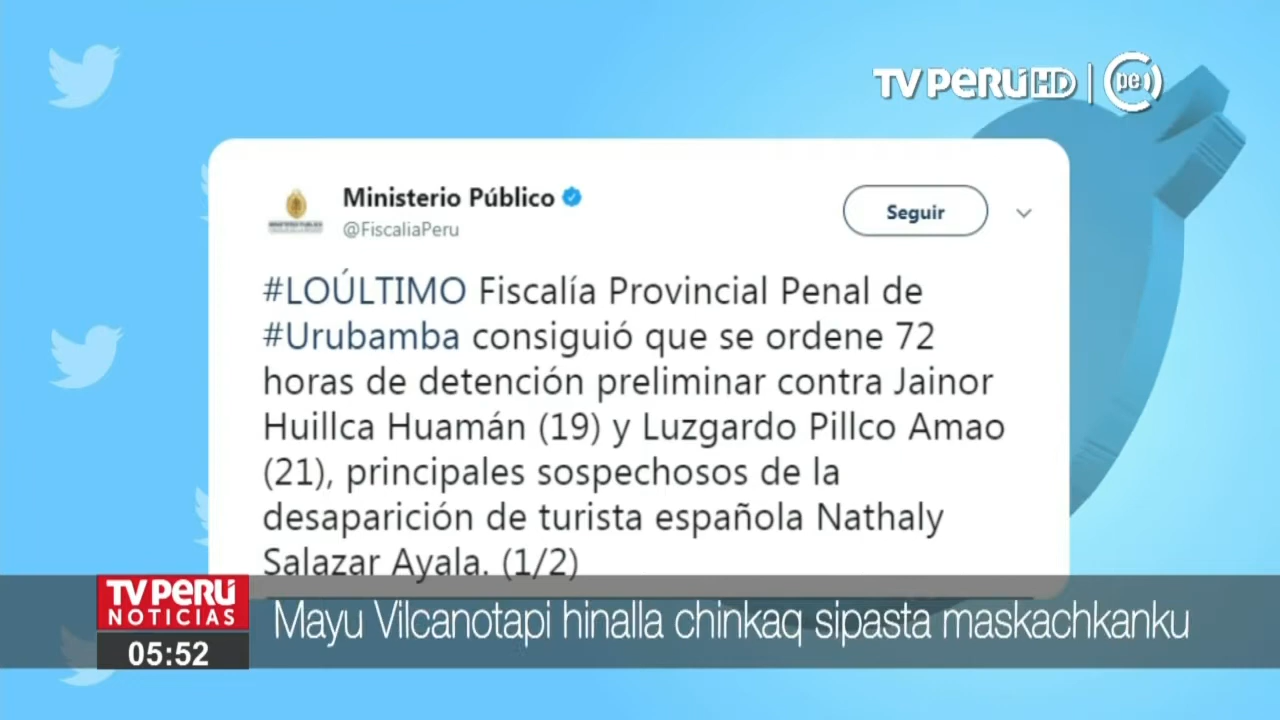 TV PERÚ HD | pe
Ministerio Público
@FiscaliaPeru
Seguir
#LOÚLTIMO Fiscalía Provincial Penal de
#Urubamba consiguió que se ordene 72
horas de detención preliminar contra Jainor
Huillca Huamán (19) y Luzgardo Pillco Amao
(21), principales sospechosos de la
desaparición de turista española Nathaly
Salazar Ayala. (1/2)
TV PERÚ
NOTICIAS
05:52
Mayu Vilcanotapi hinalla chinkaq sipasta maskachkanku